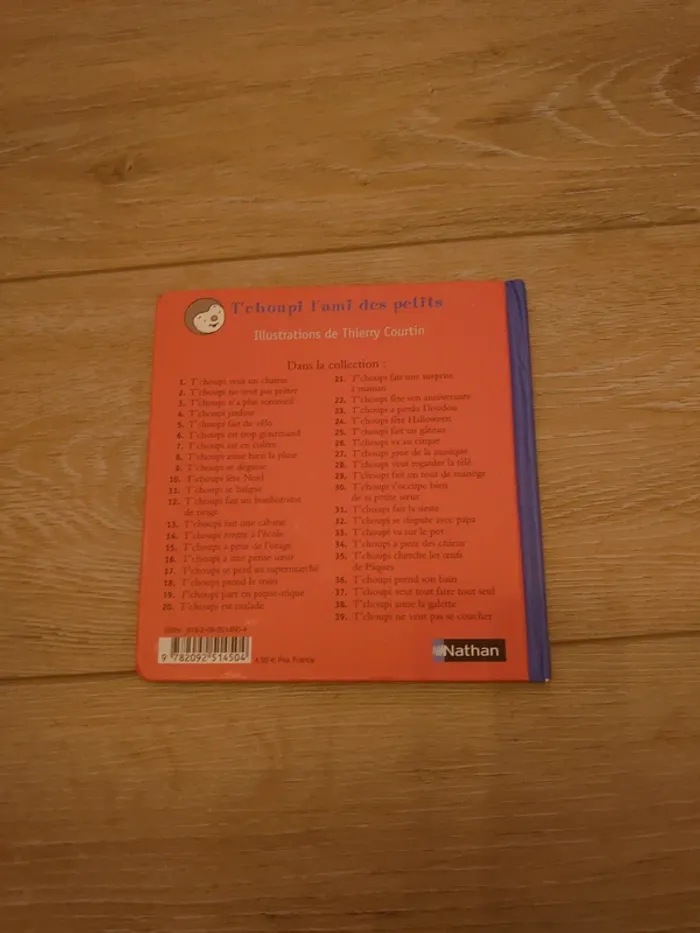 T'choupi l'ami des petits
Illustrations de Thierry Courtin
Dans la collection :
1. T'choupi veut un chaton
2. T'choupi ne veut pas prêter
3. T'choupi n'a plus sommeil
4. T'choupi jardine
5. T'choupi fait du vélo
6. T'choupi est trop gourmand
7. T'choupi est en colère
8. T'choupi aime bien la pluie
9. T'choupi se déguise
10. T'choupi fête Noël
11. T'choupi se baigne
12. T'choupi fait un bonhomme
de neige
13. T'choupi fait une cabane
14. T'choupi rentre à l'école
15. T'choupi a peur de l'orage
16. T'choupi a une petite sœur
17. T'choupi se perd au supermarché
18. T'choupi prend le train
19. T'choupi part en pique-nique
20. T'choupi est malade
21. T'choupi fait une surprise
à maman
22. T'choupi fête son anniversaire
23. T'choupi a perdu Doudou
24. T'choupi fête Halloween
25. T'choupi fait un gâteau
26. T'choupi va au cirque
27. T'choupi joue de la musique
28. T'choupi veut regarder la télé
29. T'choupi fait un tour de manège
30. T'choupi s'occupe bien
de sa petite sœur
31. T'choupi fait la sieste
32. T'choupi se dispute avec papa
33. T'choupi va sur le pot
34. T'choupi a peur des chiens
35. T'choupi cherche les œufs
de Pâques
36. T'choupi prend son bain
37. T'choupi veut tout faire tout seul
38. T'choupi aime la galette
39. T'choupi ne veut pas se coucher
9 782092 514504
Prix France
Nathan